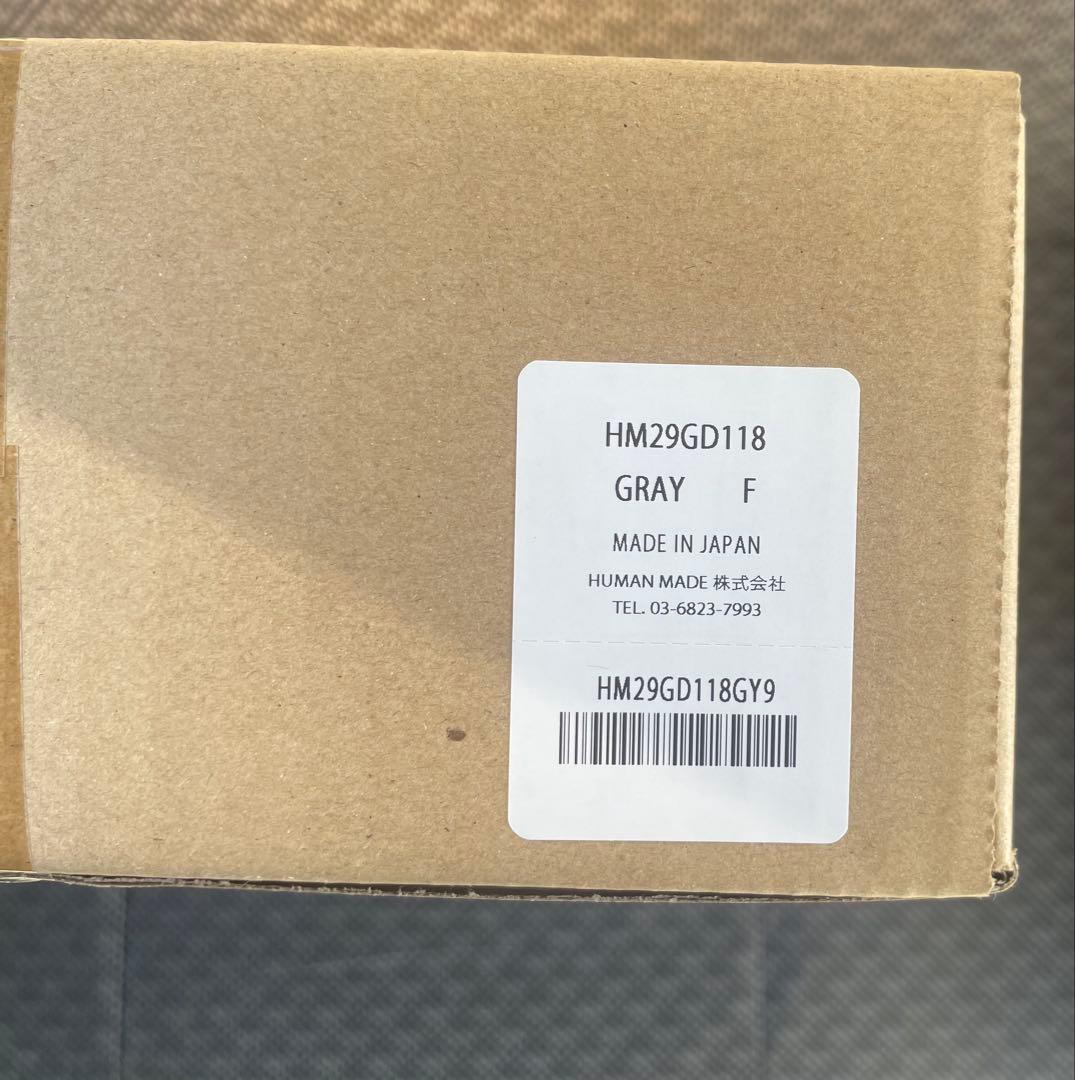 HM29GD118
GRAY F
MADE IN JAPAN
HUMAN MADE 株式会社
TEL. 03-6823-7993
HM29GD118GY9